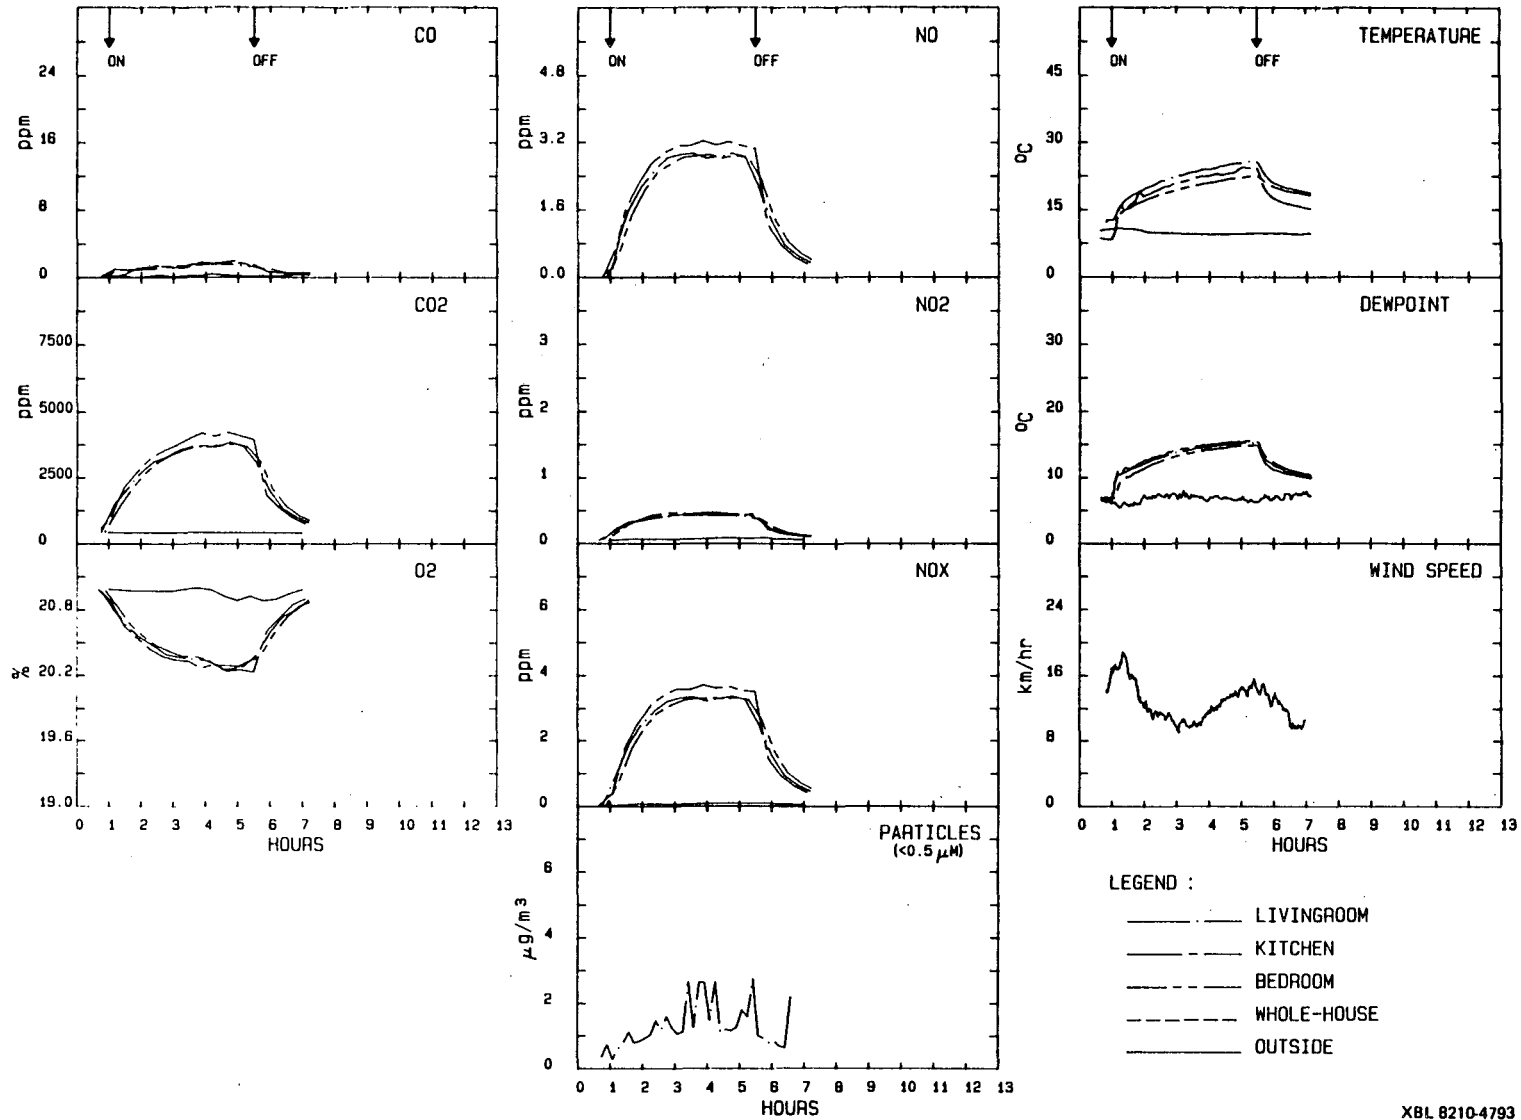 CO
ON
OFF
24
16
8
0
ppm
NO
ON
OFF
4.8
3.2
1.6
0.0
ppm
TEMPERATURE
ON
OFF
45
30
15
0
°C
CO2
7500
5000
2500
0
ppm
NO2
3
2
1
0
ppm
DEWPOINT
30
20
10
0
°C
O2
20.8
20.2
19.6
19.0
%
0 1 2 3 4 5 6 7 8 9 10 11 12 13
HOURS
NOX
6
4
2
0
ppm
WIND SPEED
24
16
8
0
km/hr
0 1 2 3 4 5 6 7 8 9 10 11 12 13
HOURS
PARTICLES
(<0.5 μM)
6
4
2
0
μg/m³
0 1 2 3 4 5 6 7 8 9 10 11 12 13
HOURS
LEGEND :
LIVINGROOM
KITCHEN
BEDROOM
WHOLE-HOUSE
OUTSIDE
XBL 8210-4793